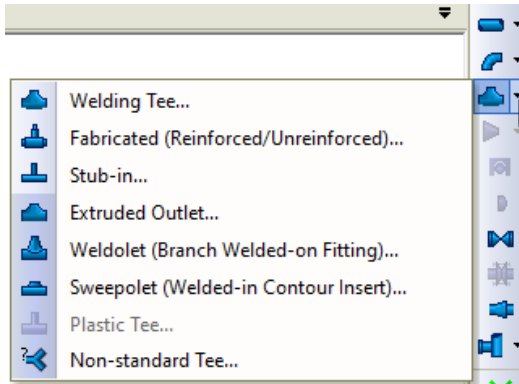 Welding Tee...
Fabricated (Reinforced/Unreinforced)...
Stub-in...
Extruded Outlet...
Weldolet (Branch Welded-on Fitting)...
Sweepolet (Welded-in Contour Insert)...
Plastic Tee...
Non-standard Tee...